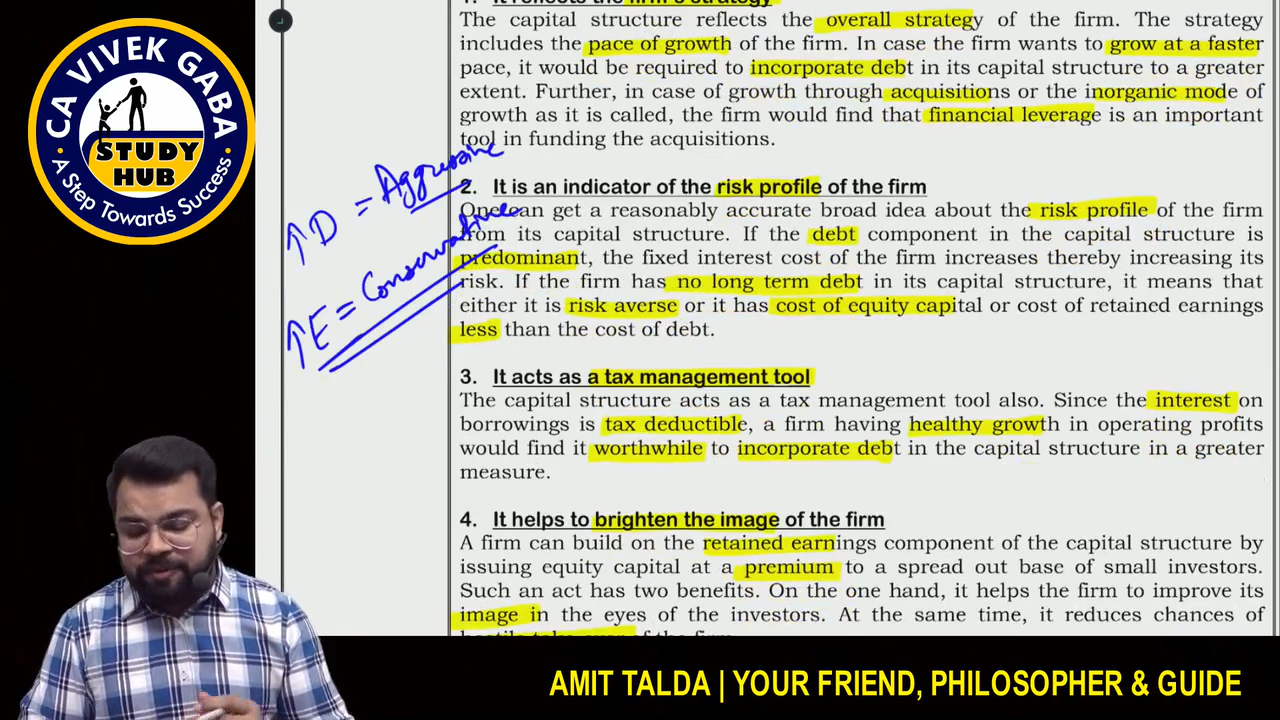 CA VIVEK GABA
STUDY
HUB
• A Step Towards Success •
1. It reflects the firm's strategy
The capital structure reflects the overall strategy of the firm. The strategy
includes the pace of growth of the firm. In case the firm wants to grow at a faster
pace, it would be required to incorporate debt in its capital structure to a greater
extent. Further, in case of growth through acquisitions or the inorganic mode of
growth as it is called, the firm would find that financial leverage is an important
tool in funding the acquisitions.
↑D = Aggressive
↑E = Conservative
2. It is an indicator of the risk profile of the firm
One can get a reasonably accurate broad idea about the risk profile of the firm
from its capital structure. If the debt component in the capital structure is
predominant, the fixed interest cost of the firm increases thereby increasing its
risk. If the firm has no long term debt in its capital structure, it means that
either it is risk averse or it has cost of equity capital or cost of retained earnings
less than the cost of debt.
3. It acts as a tax management tool
The capital structure acts as a tax management tool also. Since the interest on
borrowings is tax deductible, a firm having healthy growth in operating profits
would find it worthwhile to incorporate debt in the capital structure in a greater
measure.
4. It helps to brighten the image of the firm
A firm can build on the retained earnings component of the capital structure by
issuing equity capital at a premium to a spread out base of small investors.
Such an act has two benefits. On the one hand, it helps the firm to improve its
image in the eyes of the investors. At the same time, it reduces chances of
hostile take over of the firm.
AMIT TALDA | YOUR FRIEND, PHILOSOPHER & GUIDE